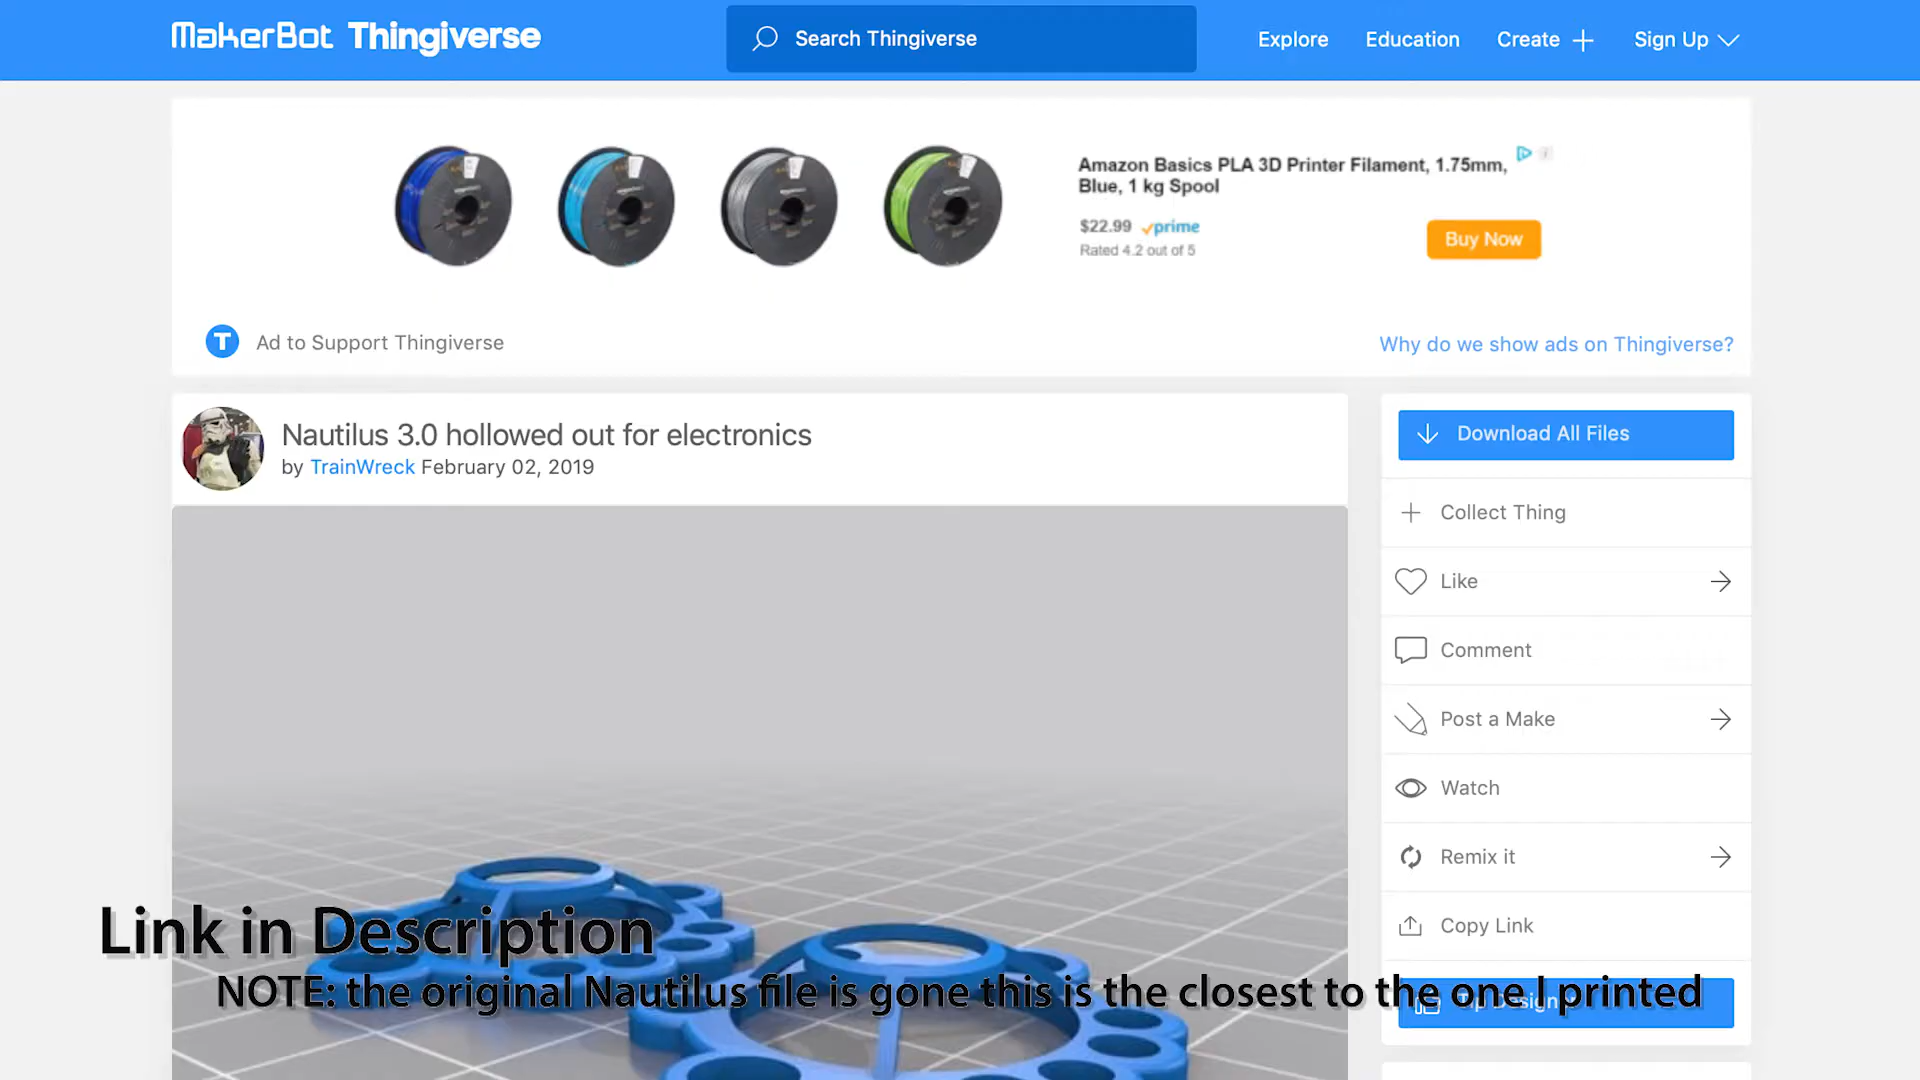 MakerBot Thingiverse
Search Thingiverse
Explore
Education
Create
Sign Up
Amazon Basics PLA 3D Printer Filament, 1.75mm,
Blue, 1 kg Spool
$22.99 prime
Rated 4.2 out of 5
Buy Now
T
Ad to Support Thingiverse
Why do we show ads on Thingiverse?
Nautilus 3.0 hollowed out for electronics
by TrainWreck February 02, 2019
Download All Files
Collect Thing
Like
Comment
Post a Make
Watch
Remix it
Copy Link
Tip Design
Link in Description
NOTE: the original Nautilus file is gone this is the closest to the one I printed